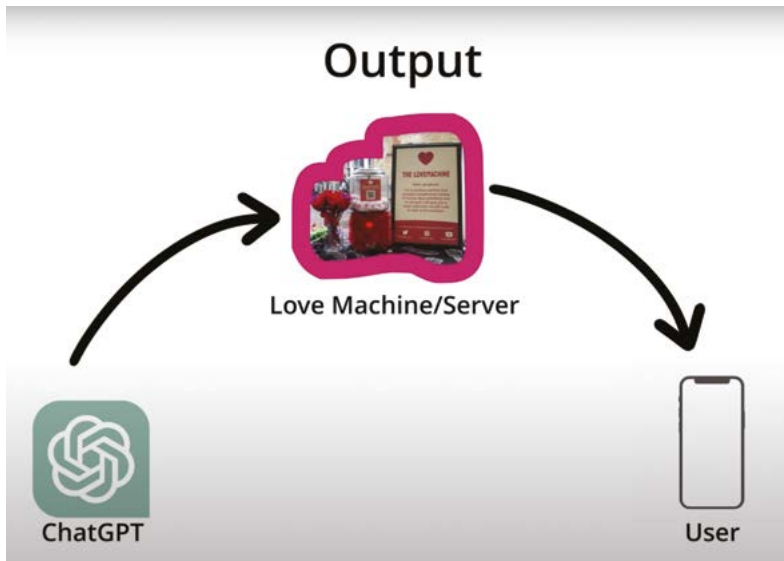 Output
THE LOVEMACHINE
Love Machine/Server
ChatGPT
User